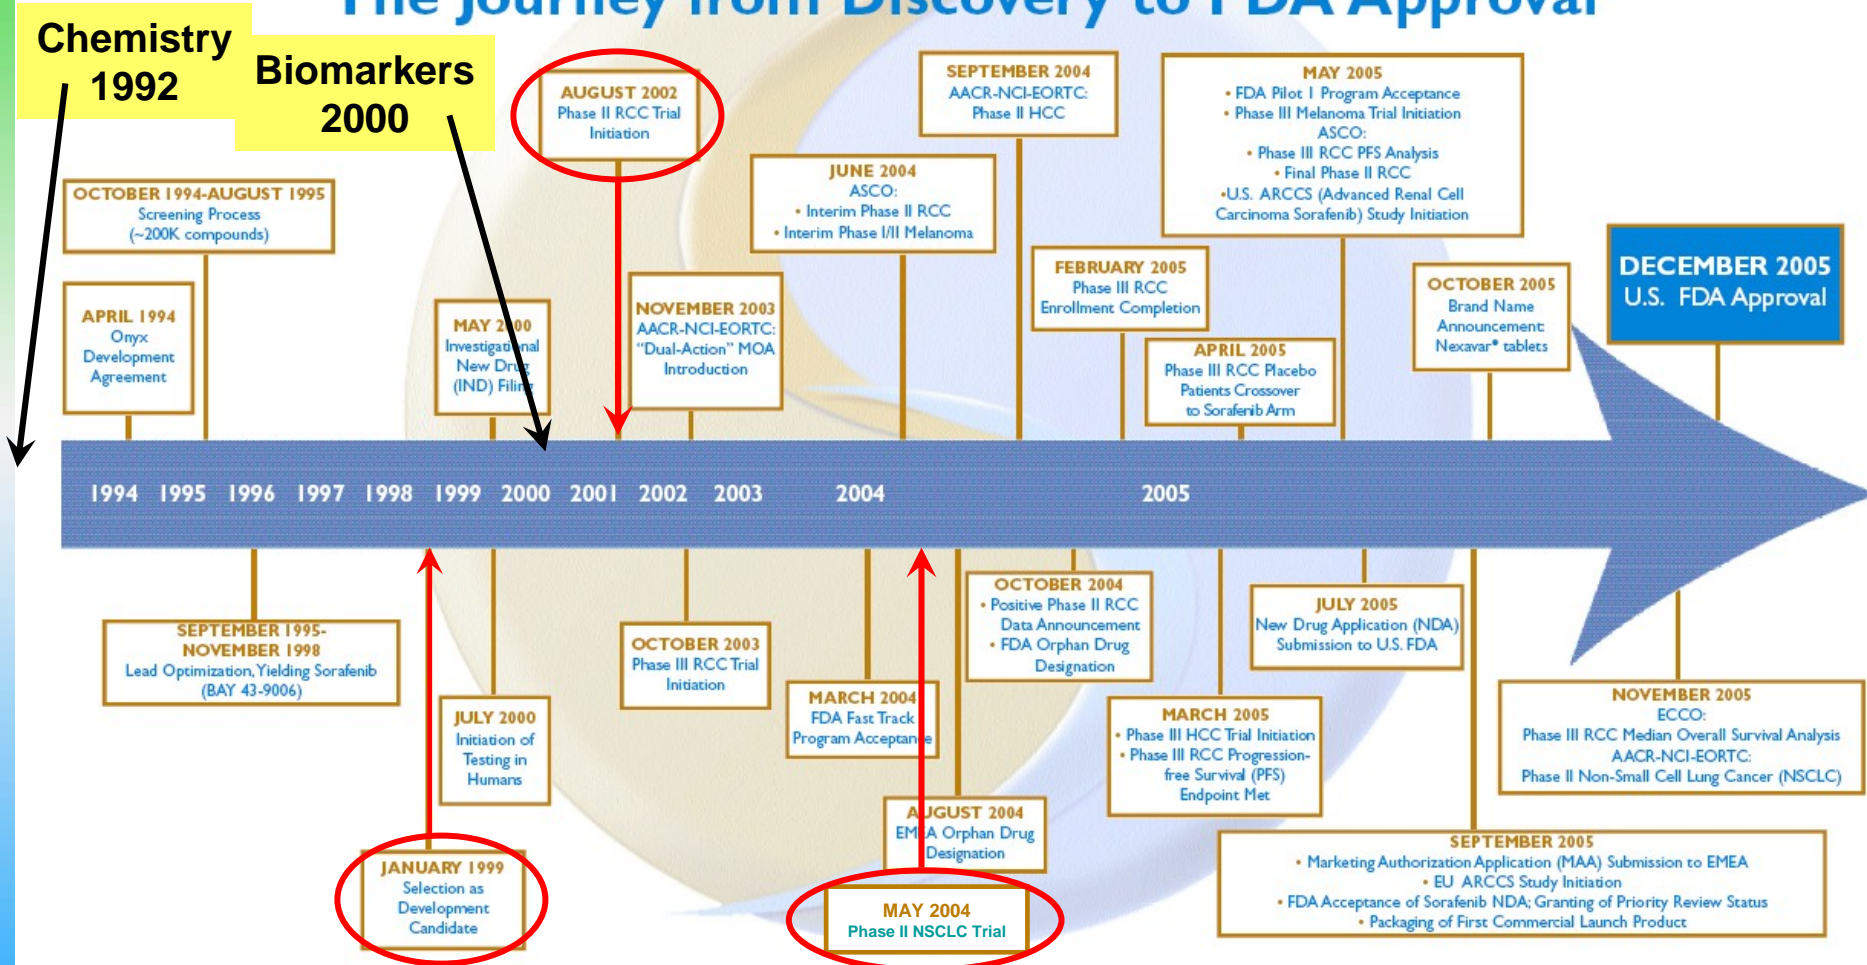 The Journey from Discovery to FDA Approval
Chemistry
1992
Biomarkers
2000
AUGUST 2002
Phase II RCC Trial
Initiation
SEPTEMBER 2004
AACR-NCI-EORTC:
Phase II HCC
MAY 2005
• FDA Pilot 1 Program Acceptance
• Phase III Melanoma Trial Initiation
ASCO:
• Phase III RCC PFS Analysis
• Final Phase II RCC
•U.S. ARCCS (Advanced Renal Cell
Carcinoma Sorafenib) Study Initiation
JUNE 2004
ASCO:
• Interim Phase II RCC
• Interim Phase I/II Melanoma
OCTOBER 1994-AUGUST 1995
Screening Process
(~200K compounds)
APRIL 1994
Onyx
Development
Agreement
MAY 2000
Investigational
New Drug
(IND) Filing
NOVEMBER 2003
AACR-NCI-EORTC:
“Dual-Action” MOA
Introduction
FEBRUARY 2005
Phase III RCC
Enrollment Completion
APRIL 2005
Phase III RCC Placebo
Patients Crossover
to Sorafenib Arm
OCTOBER 2005
Brand Name
Announcement:
Nexavar® tablets
DECEMBER 2005
U.S. FDA Approval
1994 1995 1996 1997 1998 1999 2000 2001 2002 2003 2004 2005
SEPTEMBER 1995-
NOVEMBER 1998
Lead Optimization, Yielding Sorafenib
(BAY 43-9006)
JULY 2000
Initiation of
Testing in
Humans
JANUARY 1999
Selection as
Development
Candidate
OCTOBER 2003
Phase III RCC Trial
Initiation
MARCH 2004
FDA Fast Track
Program Acceptance
AUGUST 2004
EMEA Orphan Drug
Designation
MAY 2004
Phase II NSCLC Trial
OCTOBER 2004
• Positive Phase II RCC
Data Announcement
• FDA Orphan Drug
Designation
MARCH 2005
• Phase III HCC Trial Initiation
• Phase III RCC Progression-
free Survival (PFS)
Endpoint Met
JULY 2005
New Drug Application (NDA)
Submission to U.S. FDA
SEPTEMBER 2005
• Marketing Authorization Application (MAA) Submission to EMEA
• EU ARCCS Study Initiation
• FDA Acceptance of Sorafenib NDA; Granting of Priority Review Status
• Packaging of First Commercial Launch Product
NOVEMBER 2005
ECCO:
Phase III RCC Median Overall Survival Analysis
AACR-NCI-EORTC:
Phase II Non-Small Cell Lung Cancer (NSCLC)